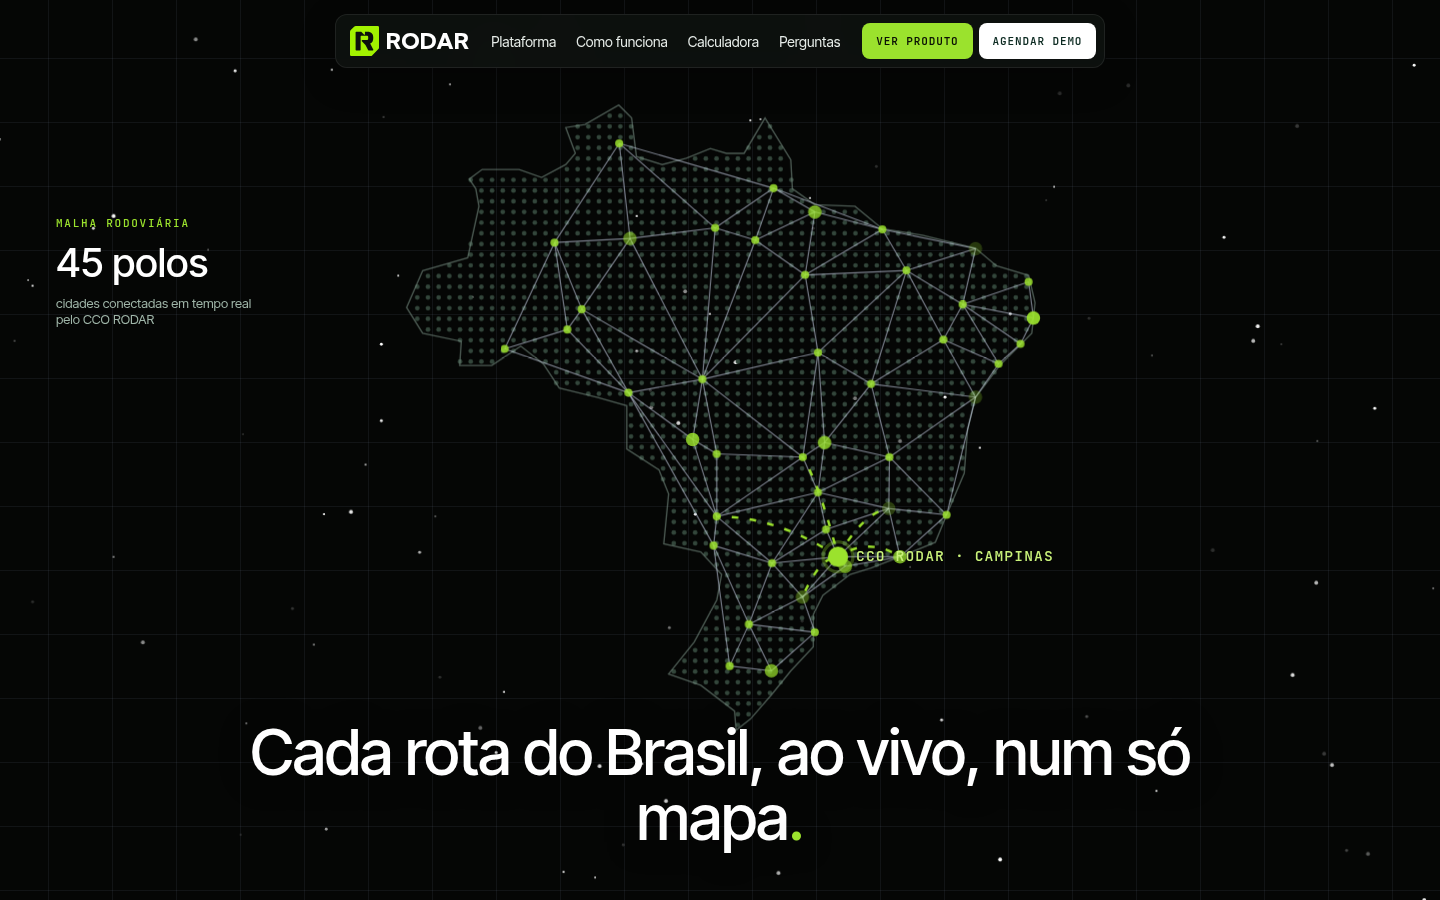 RODAR
Plataforma
Como funciona
Calculadora
Perguntas
VER PRODUTO
AGENDAR DEMO
MALHA RODOVIÁRIA
45 polos
cidades conectadas em tempo real
pelo CCO RODAR
CCO RODAR · CAMPINAS
Cada rota do Brasil, ao vivo, num só
mapa.